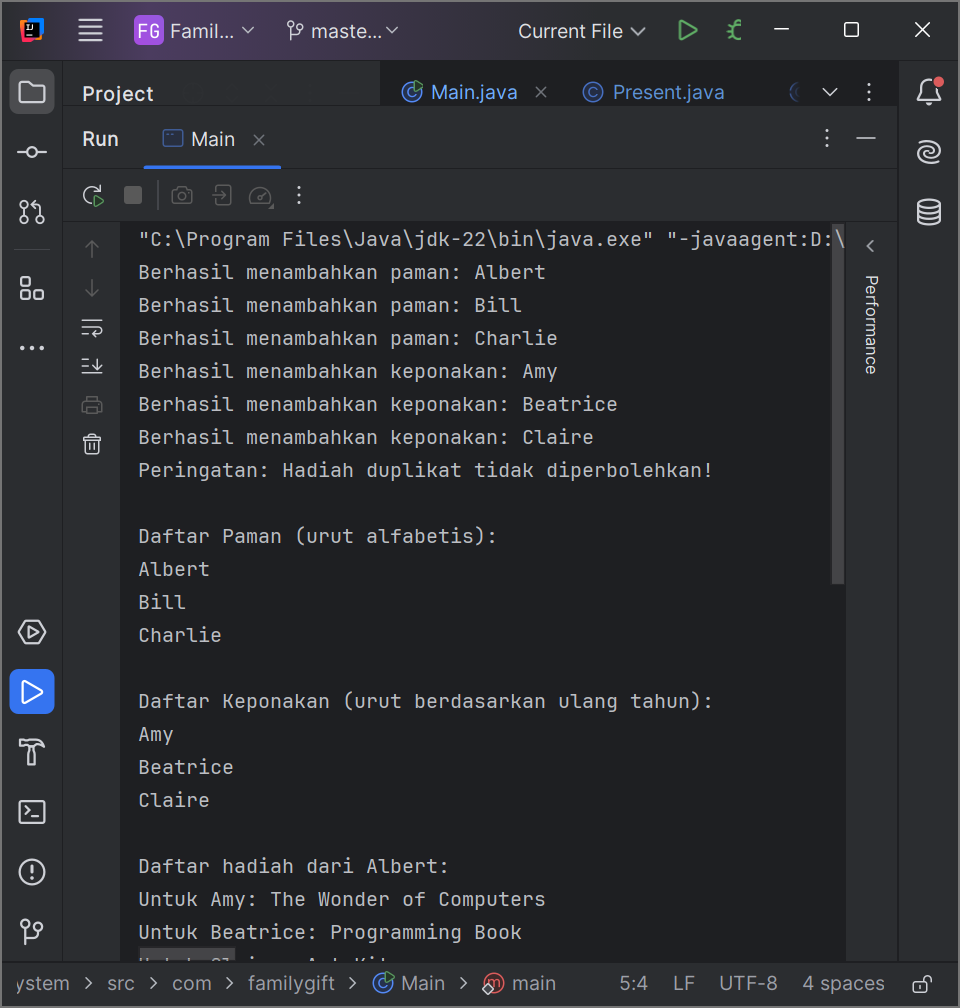 FG Famil... maste... Current File
Project Main.java Present.java
Run Main
"C:\Program Files\Java\jdk-22\bin\java.exe" "-javaagent:D:\
Berhasil menambahkan paman: Albert
Berhasil menambahkan paman: Bill
Berhasil menambahkan paman: Charlie
Berhasil menambahkan keponakan: Amy
Berhasil menambahkan keponakan: Beatrice
Berhasil menambahkan keponakan: Claire
Peringatan: Hadiah duplikat tidak diperbolehkan!
Daftar Paman (urut alfabetis):
Albert
Bill
Charlie
Daftar Keponakan (urut berdasarkan ulang tahun):
Amy
Beatrice
Claire
Daftar hadiah dari Albert:
Untuk Amy: The Wonder of Computers
Untuk Beatrice: Programming Book
Performance
ystem > src > com > familygift > Main > main 5:4 LF UTF-8 4 spaces